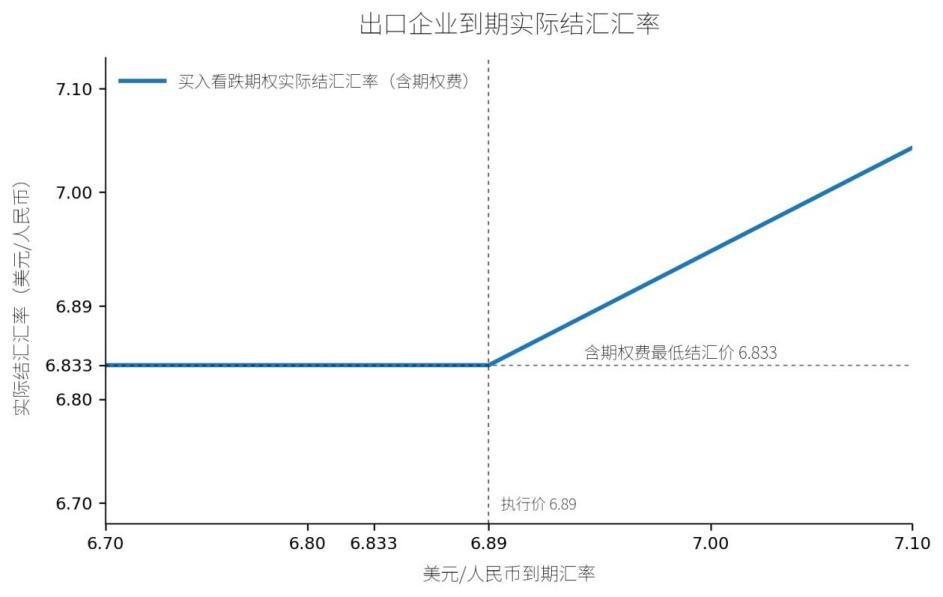 出口企业到期实际结汇汇率
买入看跌期权实际结汇汇率（含期权费）
7.10
7.00
6.89
6.833
6.80
6.70
实际结汇汇率（美元/人民币）
含期权费最低结汇价 6.833
执行价 6.89
6.70 6.80 6.833 6.89 7.00 7.10
美元/人民币到期汇率